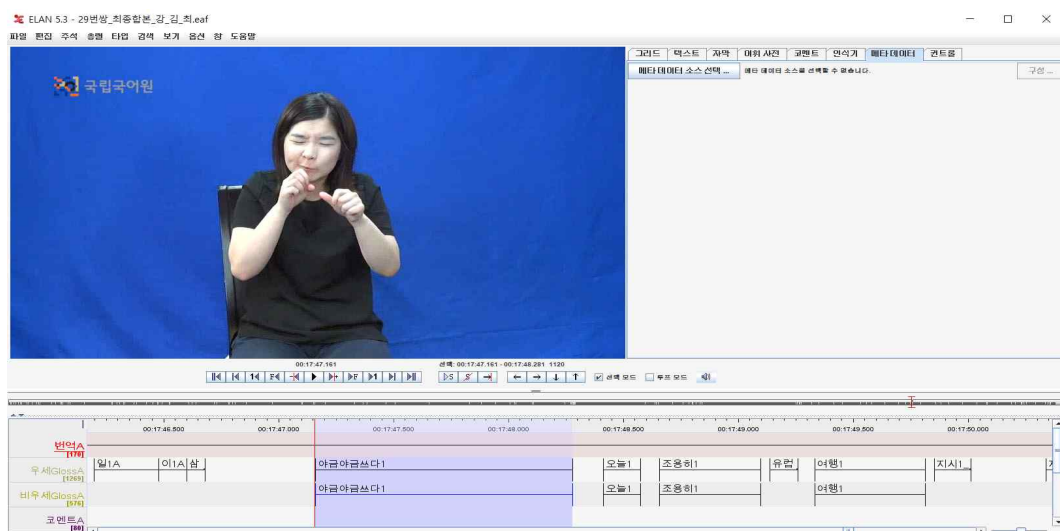 ELAN 5.3 - 29번쌍_최종합본_강_김_최.eaf
파일 편집 주석 층렬 타입 검색 보기 옵션 창 도움말
국립국어원
그리드 텍스트 자막 어휘 사전 코멘트 인식기 메타데이터 컨트롤
메타 데이터 소스 선택 ... 메타 데이터 소스를 선택할 수 없습니다. 구성 ...
00:17:47.161 선택: 00:17:47.161 - 00:17:48.281 1120
선택 모드 루프 모드
00:17:46.500 00:17:47.000 00:17:47.500 00:17:48.000 00:17:48.500 00:17:49.000 00:17:49.500 00:17:50.000
번역A
[170]
일1A 이1A 삼 야금야금쓰다1 오늘1 조용히1 유럽 여행1 지시1_
우세GlossA
[1269]
야금야금쓰다1 오늘1 조용히1 여행1
비우세GlossA
[576]
코멘트A
[80]